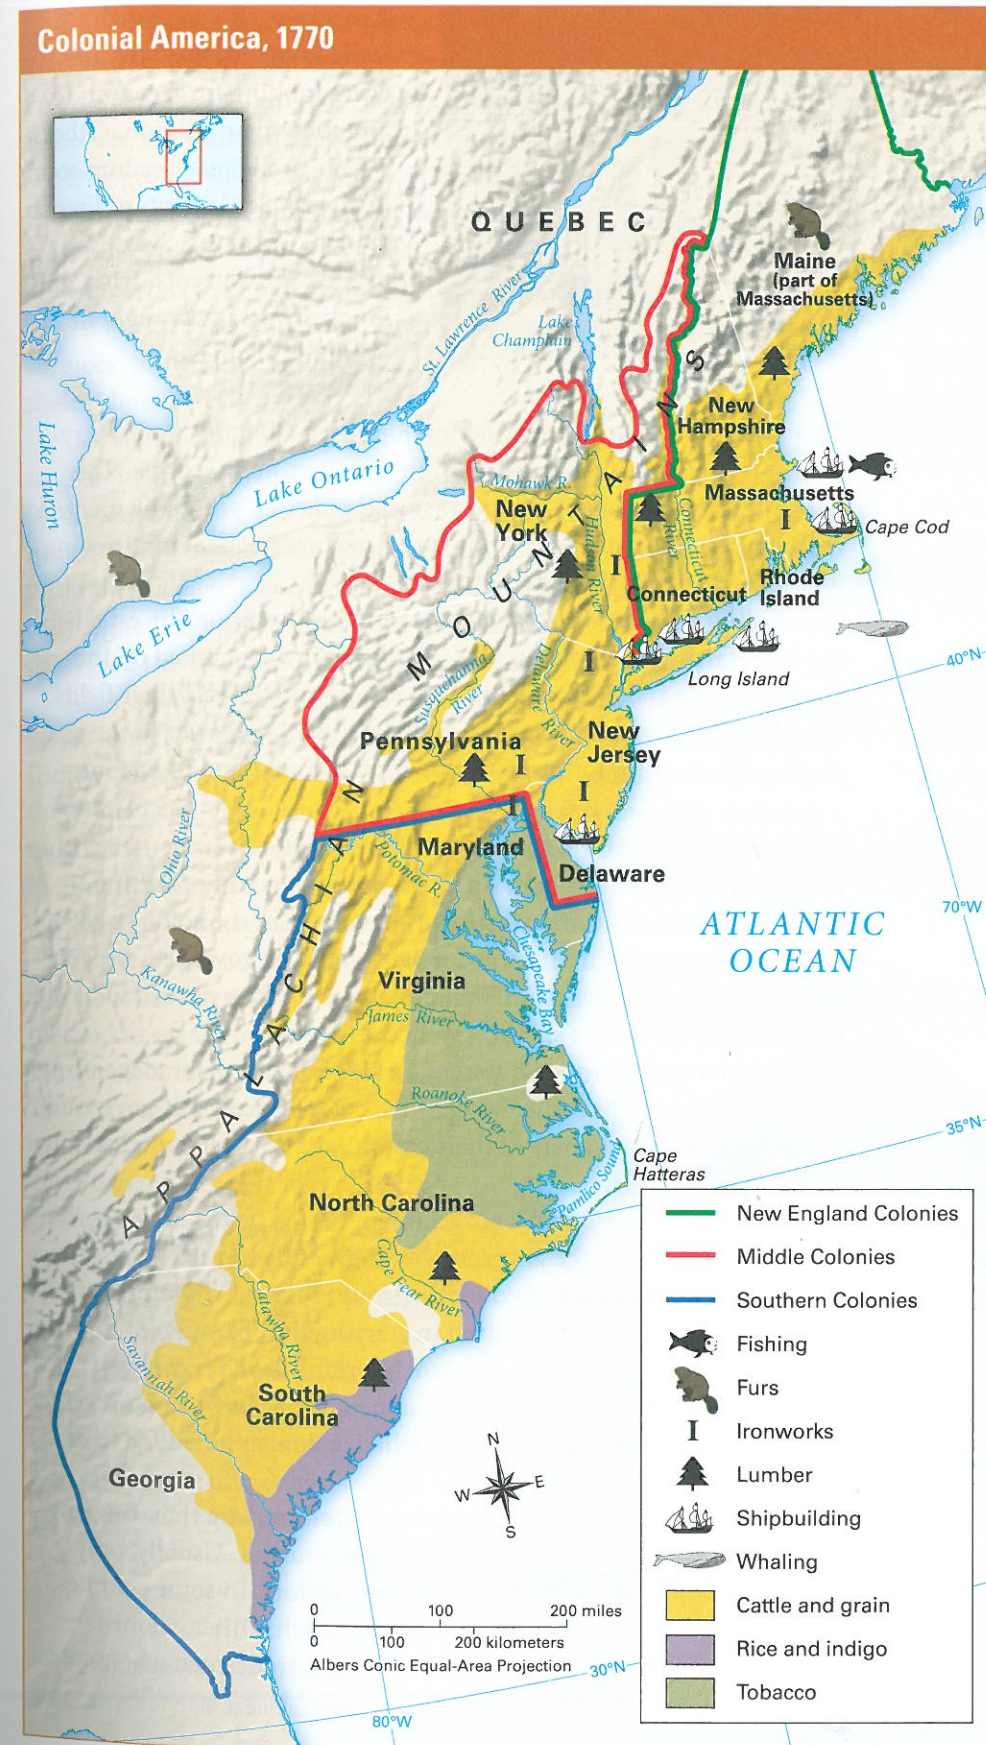 Colonial America, 1770
QUEBEC
Maine
(part of
Massachusetts)
St. Lawrence River
Lake
Champlain
Lake Huron
Lake Ontario
New
Hampshire
Mohawk R.
Massachusetts
I
Cape Cod
New
York
Hudson River
Connecticut
River
I
Connecticut
Rhode
Island
Lake Erie
Long Island
40°N
Susquehanna
River
Delaware
River
I
Pennsylvania
I
New
Jersey
I
I
APPALACHIAN MOUNTAINS
Ohio River
Maryland
Potomac R.
Delaware
70°W
ATLANTIC
OCEAN
Chesapeake Bay
Kanawha River
Virginia
James River
Roanoke
River
35°N
Cape
Hatteras
Pamlico Sound
North Carolina
Cape Fear River
Catawba River
Savannah River
South
Carolina
Georgia
New England Colonies
Middle Colonies
Southern Colonies
Fishing
Furs
I Ironworks
Lumber
Shipbuilding
Whaling
Cattle and grain
Rice and indigo
Tobacco
N
W E
S
0 100 200 miles
0 100 200 kilometers
Albers Conic Equal-Area Projection
30°N
80°W